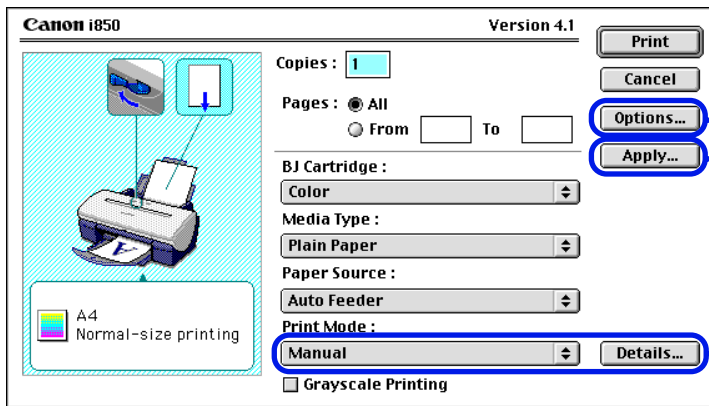 Canon i850 Version 4.1
Print
Copies : 1
Cancel
Pages : All
Options...
From To
Apply...
BJ Cartridge :
Color
Media Type :
Plain Paper
Paper Source :
Auto Feeder
A4
Normal-size printing
Print Mode :
Manual Details...
Grayscale Printing
A